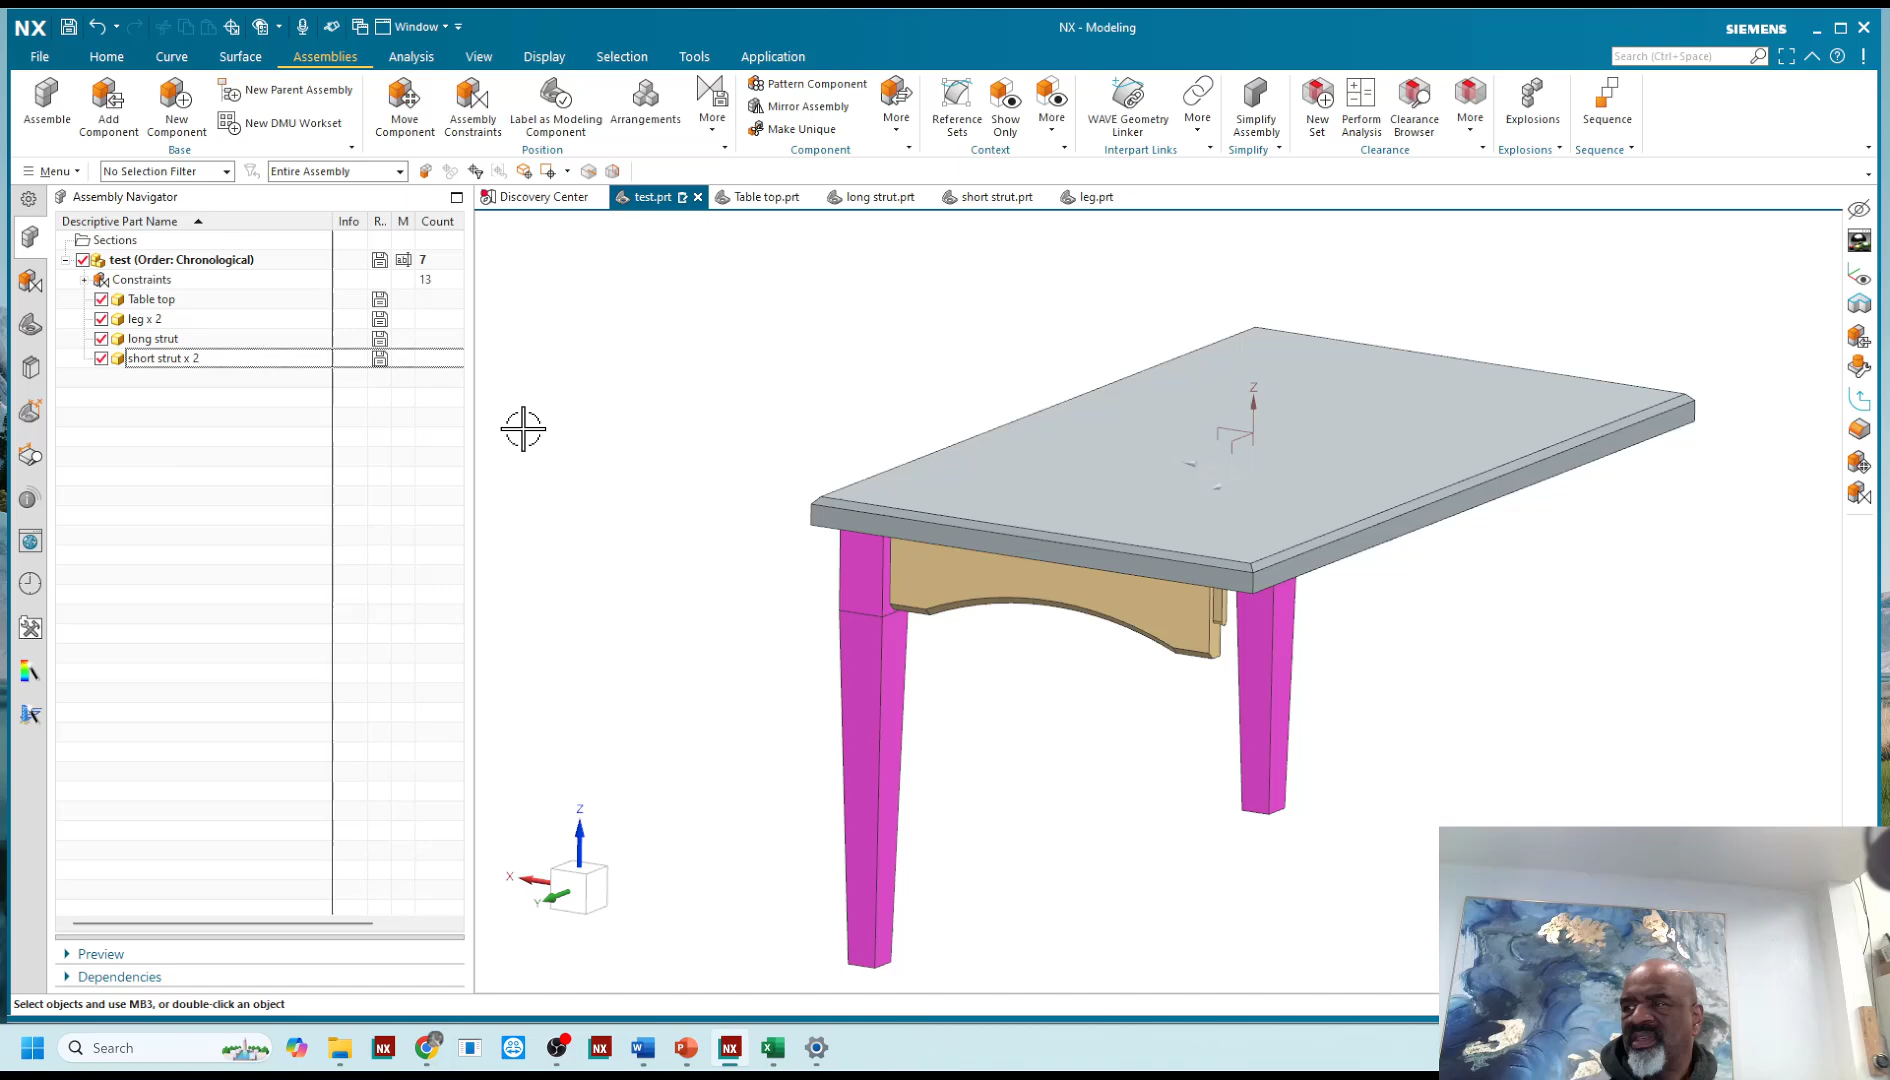 NX
Window
NX - Modeling
SIEMENS
File
Home
Curve
Surface
Assemblies
Analysis
View
Display
Selection
Tools
Application
Search (Ctrl+Space)
Assemble
Add
Component
New
Component
New Parent Assembly
New DMU Workset
Base
Move
Component
Assembly
Constraints
Label as Modeling
Component
Arrangements
More
Position
Pattern Component
Mirror Assembly
Make Unique
More
Component
Reference
Sets
Show
Only
More
Context
WAVE Geometry
Linker
More
Interpart Links
Simplify
Assembly
Simplify
New
Set
Perform
Analysis
Clearance
Browser
More
Clearance
Explosions
Explosions
Sequence
Sequence
Menu
No Selection Filter
Entire Assembly
Assembly Navigator
Discovery Center
test.prt
Table top.prt
long strut.prt
short strut.prt
leg.prt
Descriptive Part Name
Info
R..
M
Count
Sections
test (Order: Chronological)
7
Constraints
13
Table top
leg x 2
long strut
short strut x 2
Z
Z
X
Y
Preview
Dependencies
Select objects and use MB3, or double-click an object
Search
NX
NX
W
P
NX
X